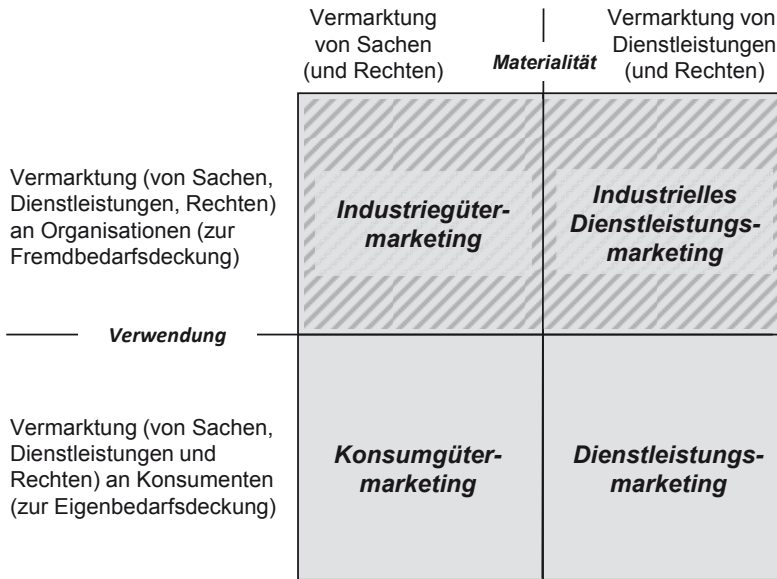 Vermarktung
von Sachen
(und Rechten)
Materialität
Vermarktung von
Dienstleistungen
(und Rechten)
Vermarktung (von Sachen,
Dienstleistungen, Rechten)
an Organisationen (zur
Fremdbedarfsdeckung)
Industriegüter-
marketing
Industrielles
Dienstleistungs-
marketing
Verwendung
Vermarktung (von Sachen,
Dienstleistungen und
Rechten) an Konsumenten
(zur Eigenbedarfsdeckung)
Konsumgüter-
marketing
Dienstleistungs-
marketing